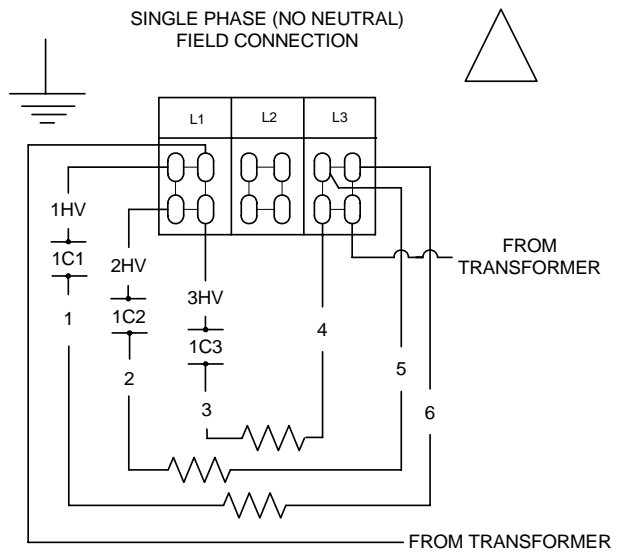 SINGLE PHASE (NO NEUTRAL)
FIELD CONNECTION
L1
L2
L3
1HV
1C1
1
2HV
1C2
2
3HV
1C3
3
4
5
6
FROM
TRANSFORMER
FROM TRANSFORMER